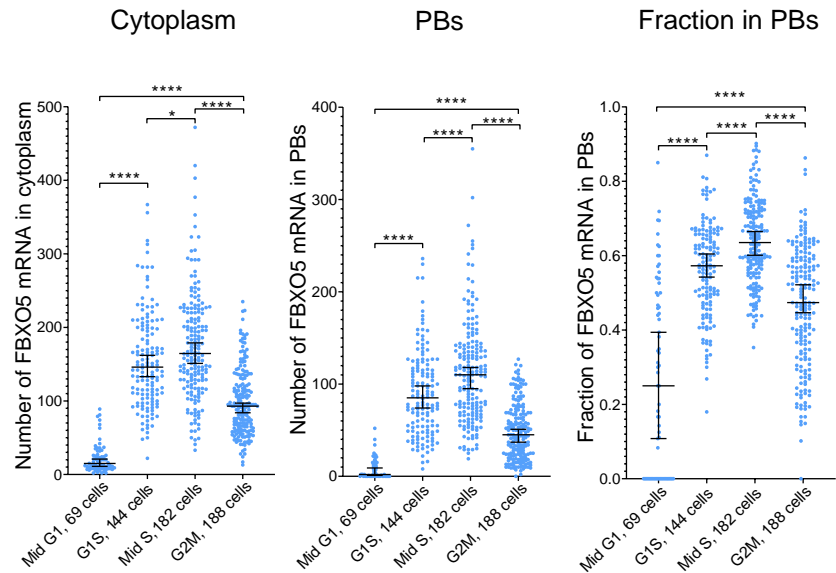 Cytoplasm
PBs
Fraction in PBs
Number of FBXO5 mRNA in cytoplasm
500
400
300
200
100
0
****
*
****
****
Mid G1, 69 cells
G1S, 144 cells
Mid S, 182 cells
G2M, 188 cells
Number of FBXO5 mRNA in PBs
400
300
200
100
0
****
****
****
****
Mid G1, 69 cells
G1S, 144 cells
Mid S, 182 cells
G2M, 188 cells
Fraction of FBXO5 mRNA in PBs
1.0
0.8
0.6
0.4
0.2
0.0
****
****
****
****
Mid G1, 69 cells
G1S, 144 cells
Mid S, 182 cells
G2M, 188 cells